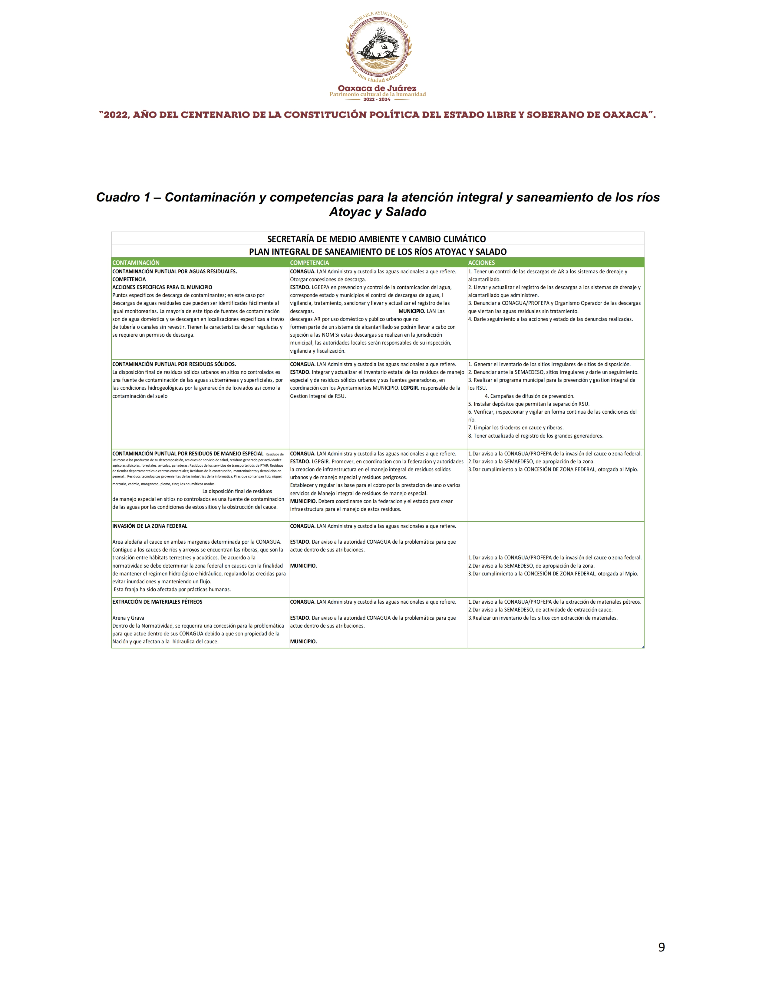 HONORABLE AYUNTAMIENTO
Por una ciudad educadora
Oaxaca de Juárez
Patrimonio cultural de la humanidad
2022 - 2024
“2022, AÑO DEL CENTENARIO DE LA CONSTITUCIÓN POLÍTICA DEL ESTADO LIBRE Y SOBERANO DE OAXACA”.
Cuadro 1 – Contaminación y competencias para la atención integral y saneamiento de los ríos
Atoyac y Salado
SECRETARÍA DE MEDIO AMBIENTE Y CAMBIO CLIMÁTICO
PLAN INTEGRAL DE SANEAMIENTO DE LOS RÍOS ATOYAC Y SALADO
CONTAMINACIÓN
COMPETENCIA
ACCIONES
CONTAMINACIÓN PUNTUAL POR AGUAS RESIDUALES.
COMPETENCIA
ACCIONES ESPECIFICAS PARA EL MUNICIPIO
Puntos específicos de descarga de contaminantes; en este caso por
descargas de aguas residuales que pueden ser identificadas fácilmente al
igual monitorearlas. La mayoría de este tipo de fuentes de contaminación
son de agua doméstica y se descargan en localizaciones específicas a través
de tubería o canales sin revestir. Tienen la característica de ser reguladas y
se requiere un permiso de descarga.
CONAGUA. LAN Administra y custodia las aguas nacionales a que refiere.
Otorgar concesiones de descarga.
ESTADO. LGEEPA en prevencion y control de la contamicacion del agua,
corresponde estado y municipios el control de descargas de aguas, l
vigilancia, tratamiento, sancionar y llevar y actualizar el registro de las
descargas. MUNICIPIO. LAN Las
descargas AR por uso doméstico y público urbano que no
formen parte de un sistema de alcantarillado se podrán llevar a cabo con
sujeción a las NOM Si estas descargas se realizan en la jurisdicción
municipal, las autoridades locales serán responsables de su inspección,
vigilancia y fiscalización.
1. Tener un control de las descargas de AR a los sistemas de drenaje y
alcantarillado.
2. Llevar y actualizar el registro de las descargas a los sistemas de drenaje y
alcantarillado que administren.
3. Denunciar a CONAGUA/PROFEPA y Organismo Operador de las descargas
que viertan las aguas residuales sin tratamiento.
4. Darle seguimiento a las acciones y estado de las denuncias realizadas.
CONTAMINACIÓN PUNTUAL POR RESIDUOS SÓLIDOS.
La disposición final de residuos sólidos urbanos en sitios no controlados es
una fuente de contaminación de las aguas subterráneas y superficiales, por
las condiciones hidrogeológicas por la generación de lixiviados asi como la
contaminación del suelo
CONAGUA. LAN Administra y custodia las aguas nacionales a que refiere.
ESTADO. Integrar y actualizar el inventario estatal de los residuos de manejo
especial y de residuos sólidos urbanos y sus fuentes generadoras, en
coordinación con los Ayuntamientos MUNICIPIO. LGPGIR. responsable de la
Gestion Integral de RSU.
1. Generar el inventario de los sitios irregulares de sitios de disposición.
2. Denunciar ante la SEMAEDESO, sitios irregulares y darle un seguimiento.
3. Realizar el programa municipal para la prevención y gestion integral de
los RSU.
4. Campañas de difusión de prevención.
5. Instalar depósitos que permitan la separación RSU.
6. Verificar, inspeccionar y vigilar en forma continua de las condiciones del
río.
7. Limpiar los tiraderos en cauce y riberas.
8. Tener actualizada el registro de los grandes generadores.
CONTAMINACIÓN PUNTUAL POR RESIDUOS DE MANEJO ESPECIAL Residuos de
las rocas o los productos de su descomposición, residuos de servicio de salud, residuos generado por actividades:
agricolas silvícolas, forestales, avícolas, ganaderas; Residuos de los servicios de transporte;lods de PTAR; Residuos
de tiendas departamentales o centros comerciales; Residuos de la construcción, mantenimiento y demolición en
general; . Residuos tecnológicos provenientes de las industrias de la informática; Pilas que contengan litio, níquel,
mercurio, cadmio, manganeso, plomo, zinc; Los neumáticos usados.
La disposición final de residuos
de manejo especial en sitios no controlados es una fuente de contaminación
de las aguas por las condiciones de estos sitios y la obstrucción del cauce.
CONAGUA. LAN Administra y custodia las aguas nacionales a que refiere.
ESTADO. LGPGIR. Promover, en coordinacion con la federacion y autoridades
la creacion de infraestructura en el manejo integral de residuos solidos
urbanos y de manejo especial y residuos perigrosos.
Establecer y regular las base para el cobro por la prestacion de uno o varios
servicios de Manejo integral de residuos de manejo especial.
MUNICIPIO. Debera coordinarse con la federacion y el estado para crear
infraestructura para el manejo de estos residuos.
1.Dar aviso a la CONAGUA/PROFEPA de la invasión del cauce o zona federal.
2.Dar aviso a la SEMAEDESO, de apropiación de la zona.
3.Dar cumplimiento a la CONCESIÓN DE ZONA FEDERAL, otorgada al Mpio.
INVASIÓN DE LA ZONA FEDERAL
Area aledaña al cauce en ambas margenes determinada por la CONAGUA.
Contiguo a los cauces de ríos y arroyos se encuentran las riberas, que son la
transición entre hábitats terrestres y acuáticos. De acuerdo a la
normatividad se debe determinar la zona federal en causes con la finalidad
de mantener el régimen hidrológico e hidráulico, regulando las crecidas para
evitar inundaciones y manteniendo un flujo.
Esta franja ha sido afectada por prácticas humanas.
CONAGUA. LAN Administra y custodia las aguas nacionales a que refiere.
ESTADO. Dar aviso a la autoridad CONAGUA de la problemática para que
actue dentro de sus atribuciones.
MUNICIPIO.
1.Dar aviso a la CONAGUA/PROFEPA de la invasión del cauce o zona federal.
2.Dar aviso a la SEMAEDESO, de apropiación de la zona.
3.Dar cumplimiento a la CONCESIÓN DE ZONA FEDERAL, otorgada al Mpio.
EXTRACCIÓN DE MATERIALES PÉTREOS
Arena y Grava
Dentro de la Normatividad, se requerira una concesión para la problemática
para que actue dentro de sus CONAGUA debido a que son propiedad de la
Nación y que afectan a la hidraulica del cauce.
CONAGUA. LAN Administra y custodia las aguas nacionales a que refiere.
ESTADO. Dar aviso a la autoridad CONAGUA de la problemática para que
actue dentro de sus atribuciones.
MUNICIPIO.
1.Dar aviso a la CONAGUA/PROFEPA de la extracción de materiales pétreos.
2.Dar aviso a la SEMAEDESO, de actividade de extracción cauce.
3.Realizar un inventario de los sitios con extracción de materiales.
9